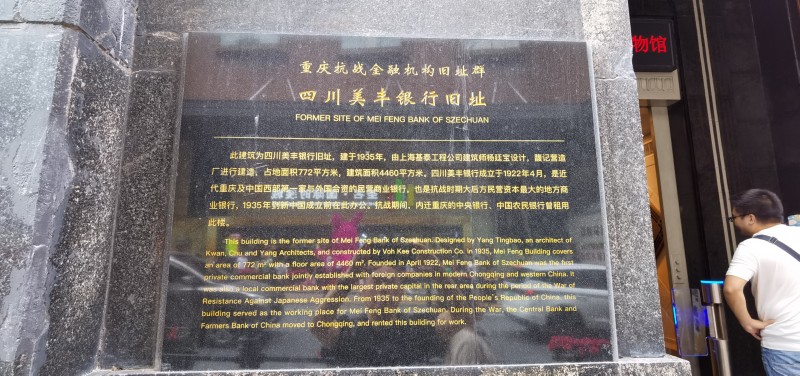 重庆抗战金融机构旧址群
四川美丰银行旧址
FORMER SITE OF MEI FENG BANK OF SZECHUAN
此建筑为四川美丰银行旧址，建于1935年，由上海基泰工程公司建筑师杨廷宝设计，馥记营造
厂进行建造。占地面积772平方米，建筑面积4460平方米。四川美丰银行成立于1922年4月，是近
代重庆及中国西部第一家与外国合资的民营商业银行，也是抗战时期大后方民营资本最大的地方商
业银行，1935年到新中国成立前在此办公。抗战期间，内迁重庆的中央银行、中国农民银行曾租用
此楼。
This building is the former site of Mei Feng Bank of Szechuan. Designed by Yang Tingbao, an architect of
Kwan, Chu and Yang Architects, and constructed by Voh Kee Construction Co. in 1935, Mei Feng Building covers
an area of 772 m² with a floor area of 4460 m². Founded in April 1922, Mei Feng Bank of Szechuan was the first
private commercial bank jointly established with foreign companies in modern Chongqing and western China. It
was also a local commercial bank with the largest private capital in the rear area during the period of the War of
Resistance Against Japanese Aggression. From 1935 to the founding of the People's Republic of China, this
building served as the working place for Mei Feng Bank of Szechuan. During the War, the Central Bank and
Farmers Bank of China moved to Chongqing, and rented this building for work.
物馆